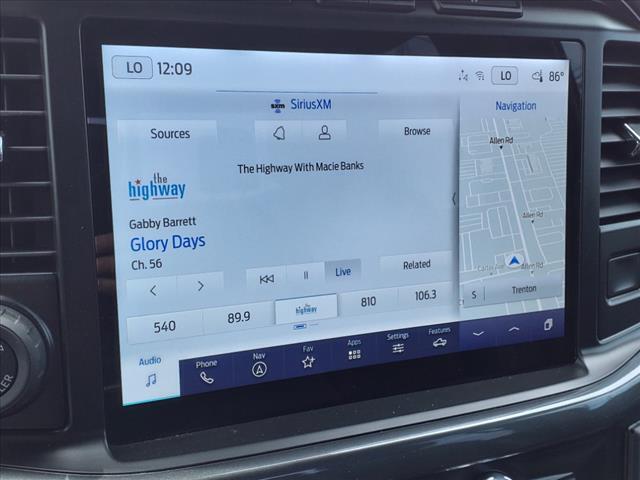 LO 12:09 LO 86°
sxm SiriusXM
Sources Browse
Navigation
the highway
The Highway With Macie Banks
Gabby Barrett
Glory Days
Ch. 56
Live Related
540 89.9 the highway 810 106.3
Allen Rd
Allen Rd
Allen Rd
S Trenton
Audio Phone Nav Fav Apps Settings Features